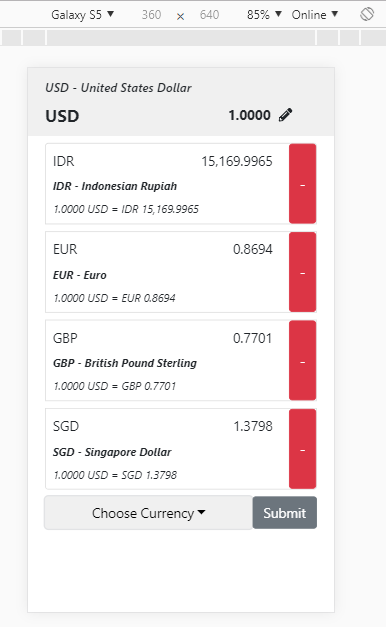 Galaxy S5 ▼ 360 x 640 85% ▼ Online ▼
USD - United States Dollar
USD 1.0000
IDR 15,169.9965
IDR - Indonesian Rupiah
1.0000 USD = IDR 15,169.9965
-
EUR 0.8694
EUR - Euro
1.0000 USD = EUR 0.8694
-
GBP 0.7701
GBP - British Pound Sterling
1.0000 USD = GBP 0.7701
-
SGD 1.3798
SGD - Singapore Dollar
1.0000 USD = SGD 1.3798
-
Choose Currency Submit